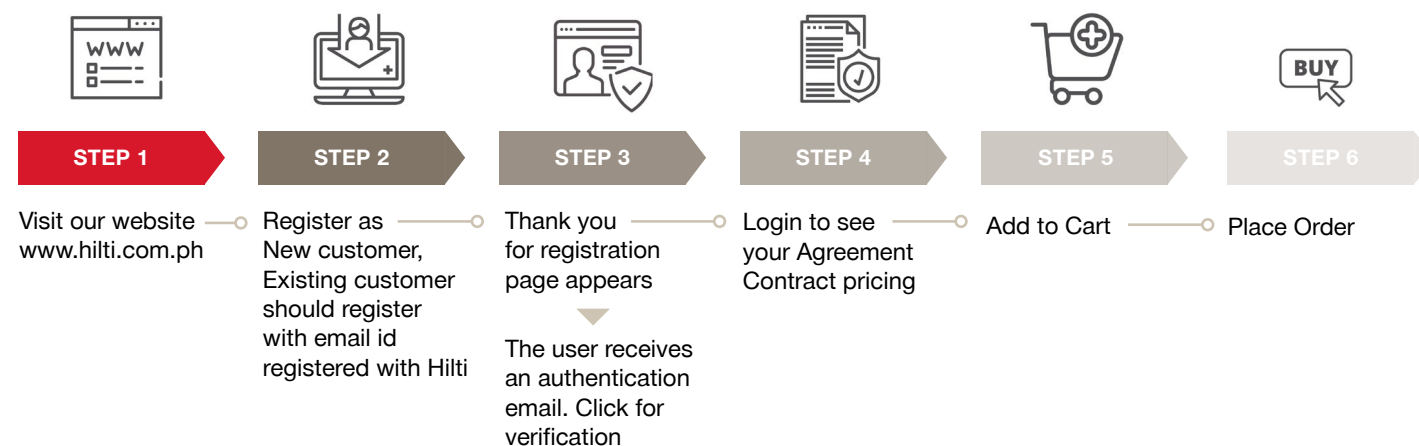 WWW
BUY
STEP 1
STEP 2
STEP 3
STEP 4
STEP 5
STEP 6
Visit our website
www.hilti.com.ph
Register as
New customer,
Existing customer
should register
with email id
registered with Hilti
Thank you
for registration
page appears
The user receives
an authentication
email. Click for
verification
Login to see
your Agreement
Contract pricing
Add to Cart
Place Order